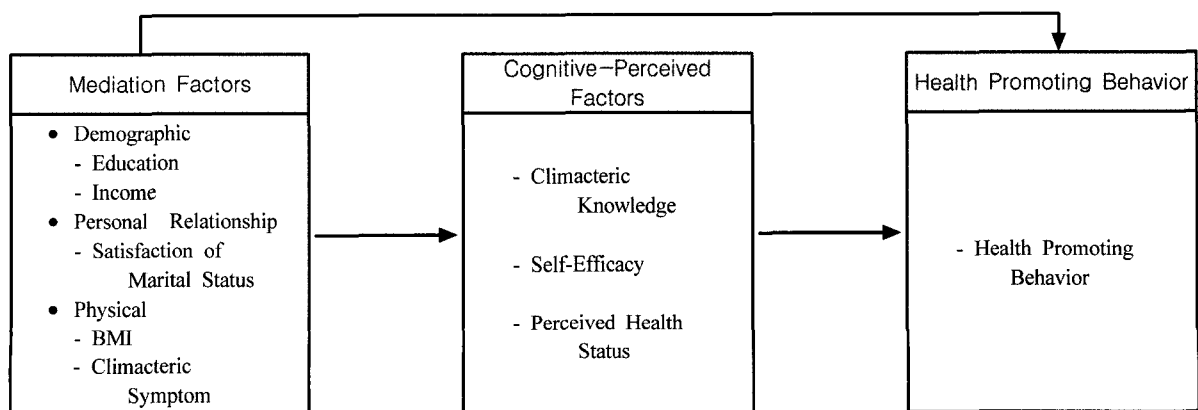 Mediation Factors
• Demographic
- Education
- Income
• Personal Relationship
- Satisfaction of
Marital Status
• Physical
- BMI
- Climacteric
Symptom
Cognitive-Perceived
Factors
- Climacteric
Knowledge
- Self-Efficacy
- Perceived Health
Status
Health Promoting Behavior
- Health Promoting
Behavior